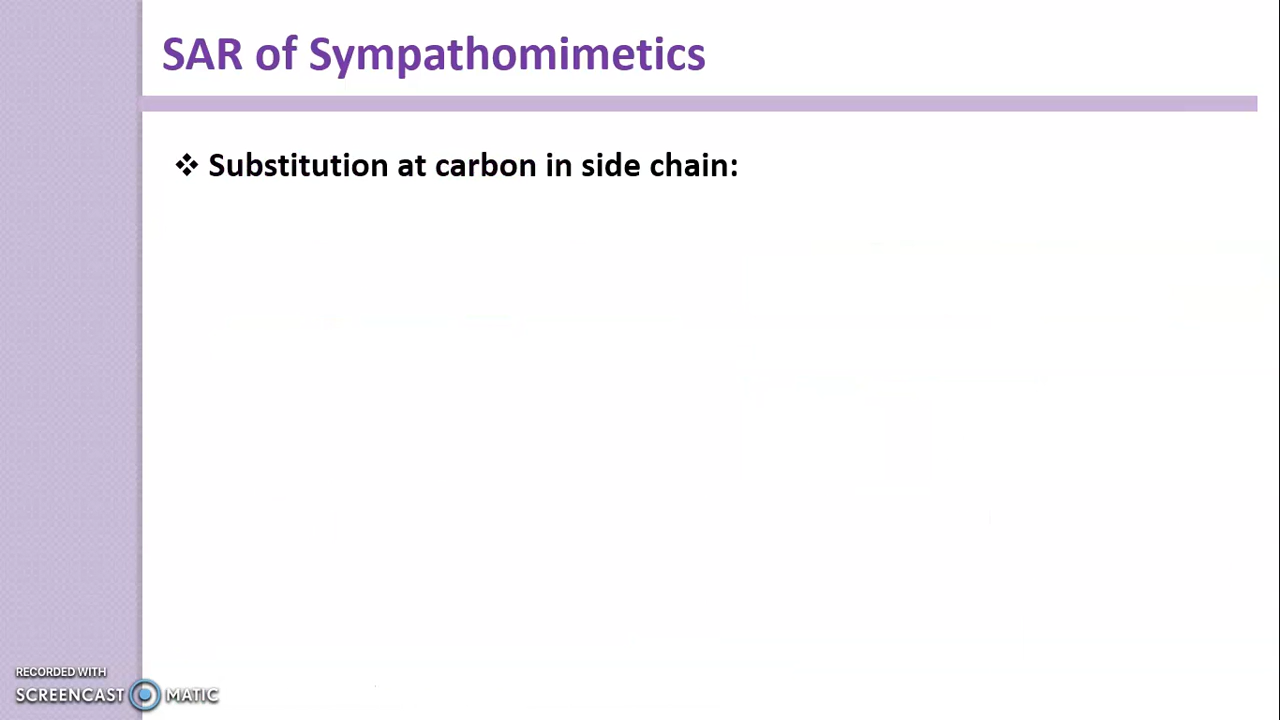 SAR of Sympathomimetics
❖ Substitution at carbon in side chain:
RECORDED WITH
SCREENCAST MATIC